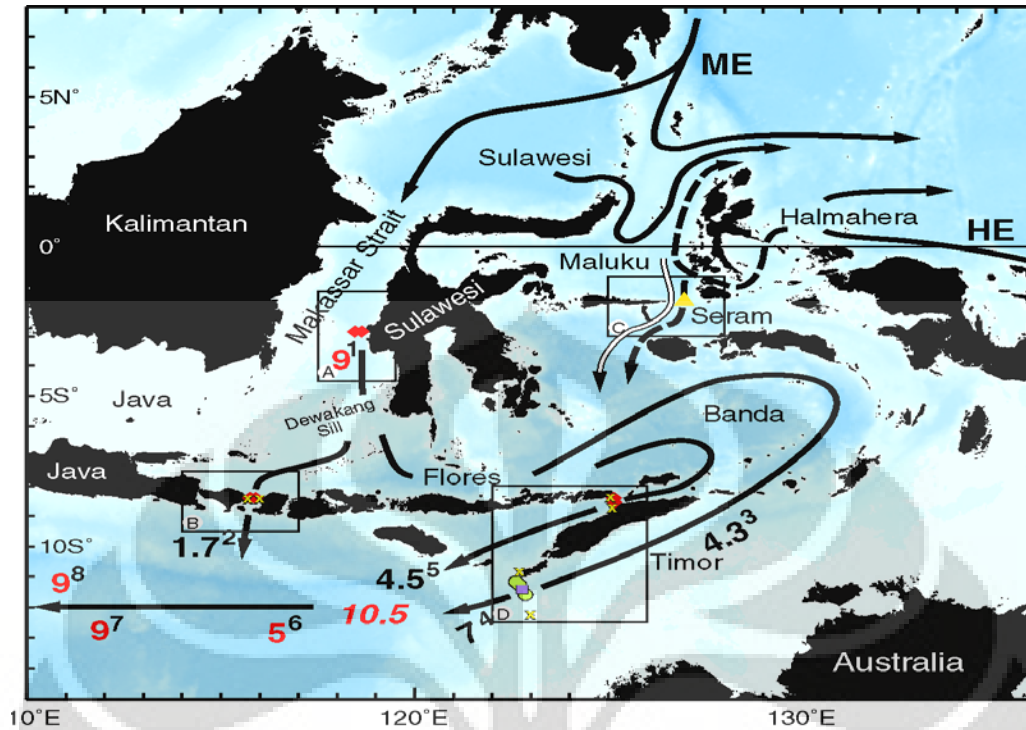 ME
5N°
Sulawesi
Kalimantan
Makassar Strait
Halmahera
HE
0°
Maluku
Sulawesi
Seram
C
9¹
A
5S°
Java
Dewakang
Sill
Banda
Java
Flores
B
1.7²
10S°
4.5⁵
4.3³
Timor
9⁸
9⁷
5⁶
10.5
7⁴
D
Australia
10°E
120°E
130°E